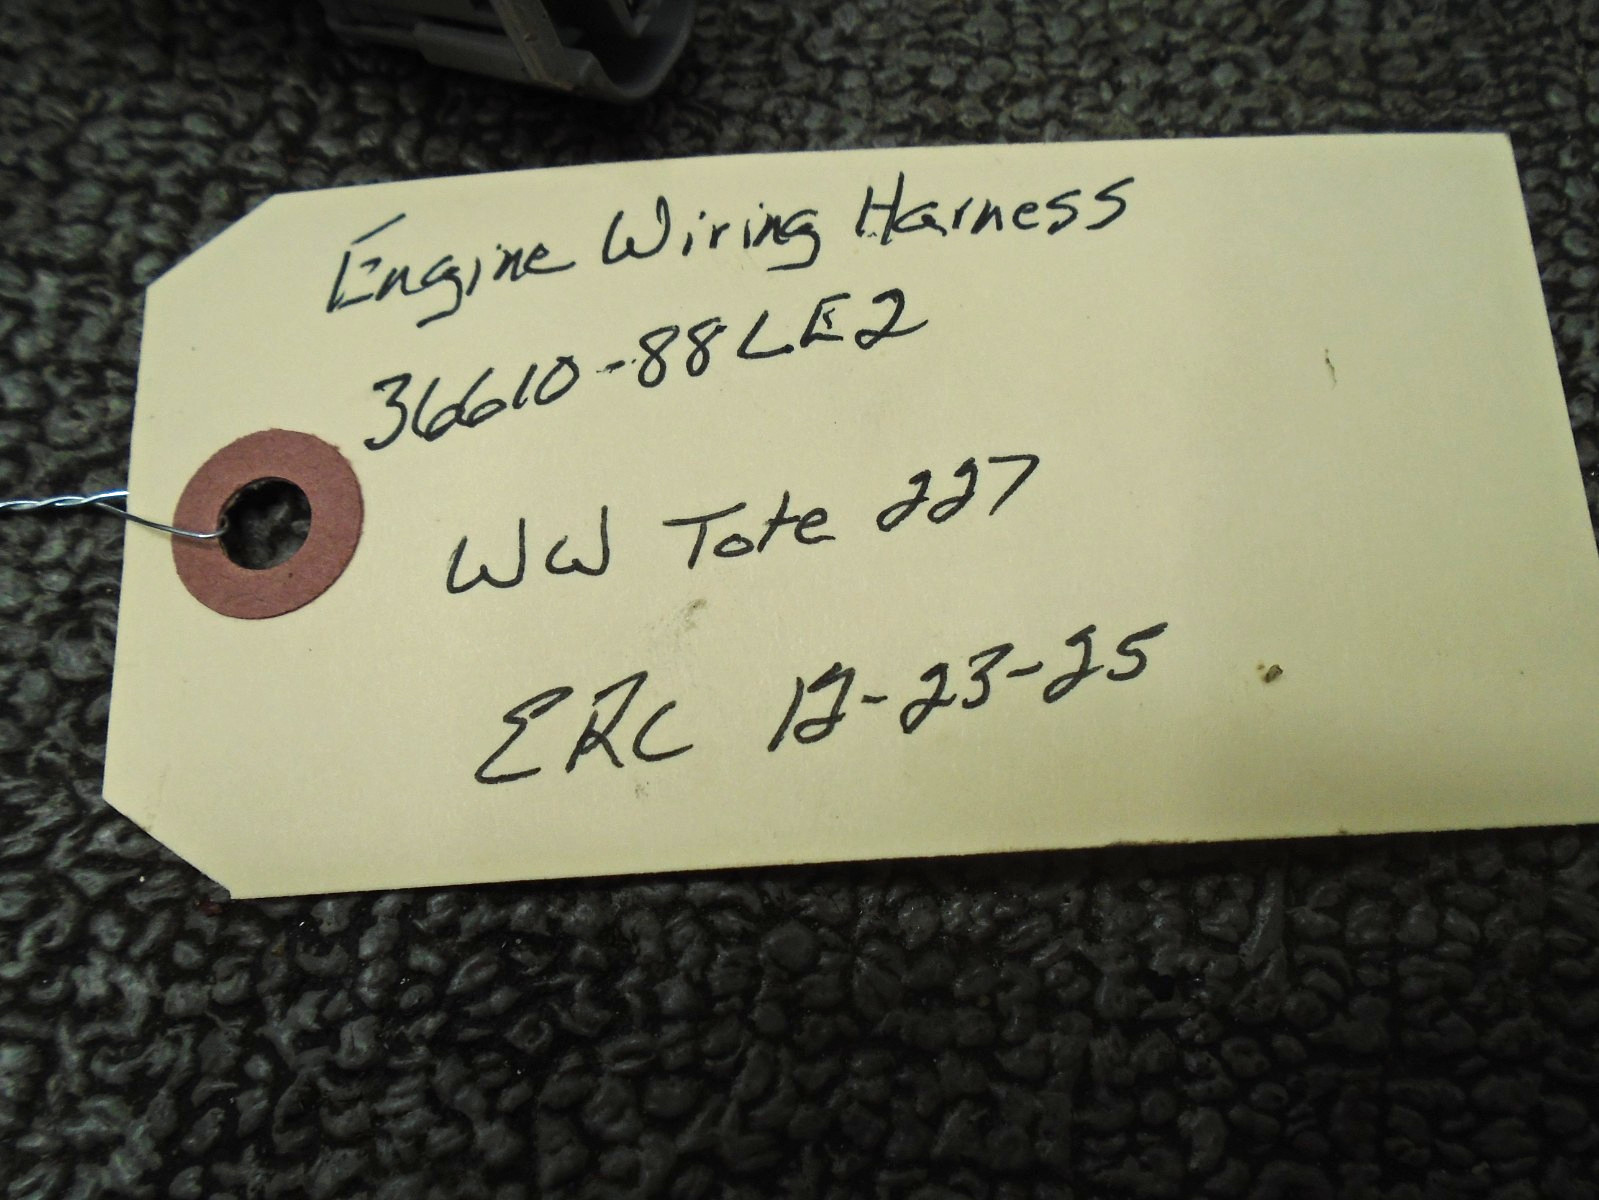 Engine Wiring Harness
36610-88LE2
WW Tote 227
ERC 12-23-25